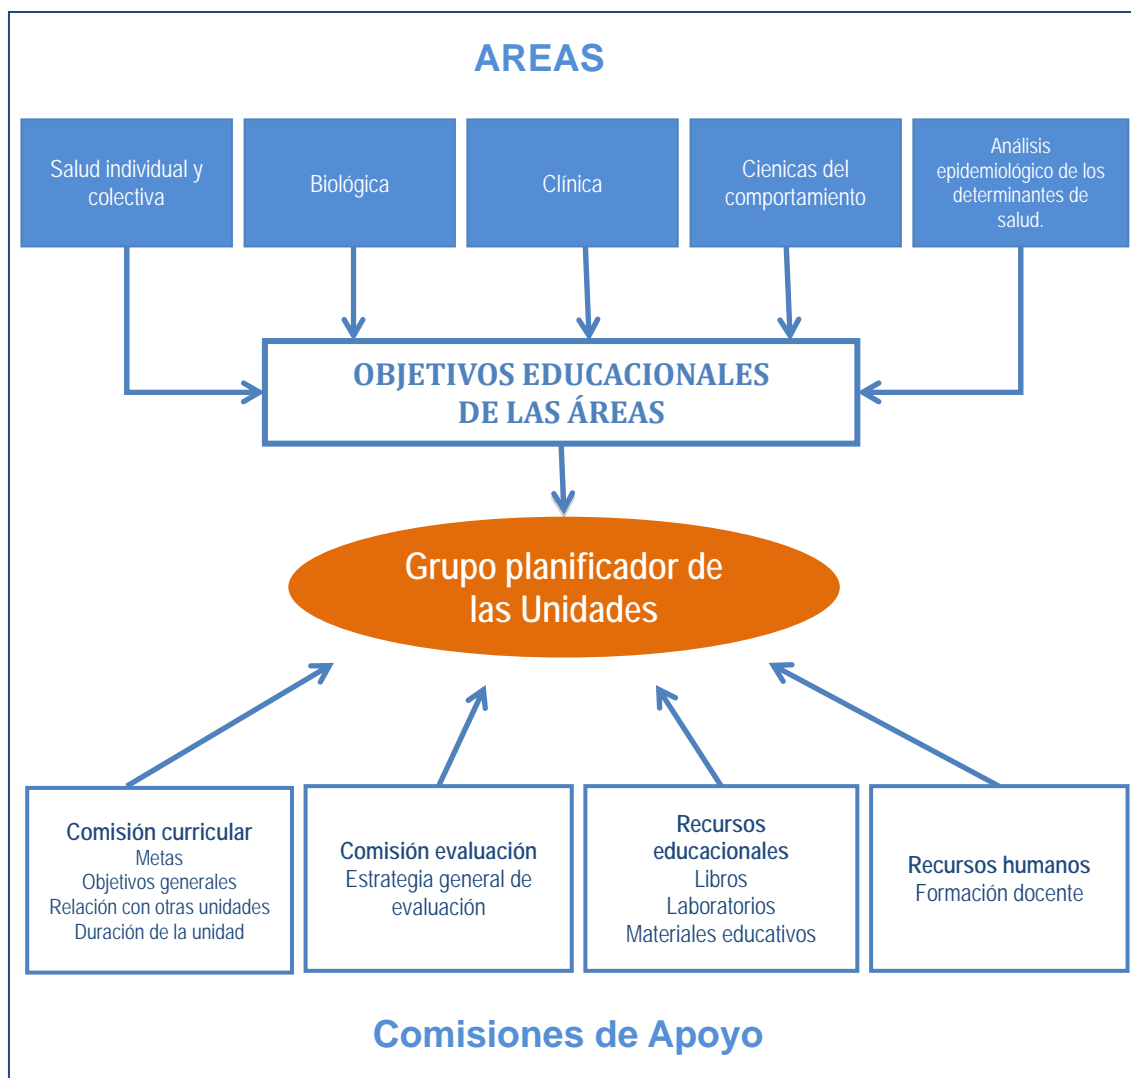 AREAS
Salud individual y
colectiva
Biológica
Clínica
Cienicas del
comportamiento
Análisis
epidemiológico de los
determinantes de
salud.
OBJETIVOS EDUCACIONALES
DE LAS ÁREAS
Grupo planificador de
las Unidades
Comisión curricular
Metas
Objetivos generales
Relación con otras unidades
Duración de la unidad
Comisión evaluación
Estrategia general de
evaluación
Recursos
educacionales
Libros
Laboratorios
Materiales educativos
Recursos humanos
Formación docente
Comisiones de Apoyo